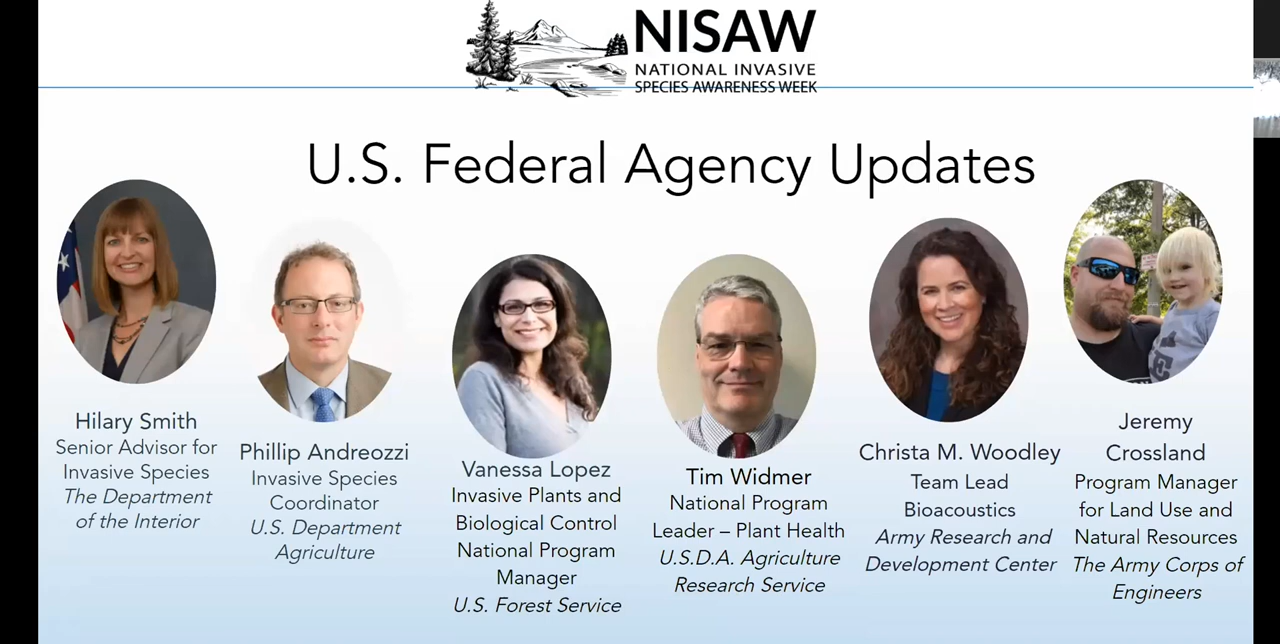 NISAW
NATIONAL INVASIVE
SPECIES AWARENESS WEEK
U.S. Federal Agency Updates
Hilary Smith
Senior Advisor for
Invasive Species
The Department
of the Interior
Phillip Andreozzi
Invasive Species
Coordinator
U.S. Department
Agriculture
Vanessa Lopez
Invasive Plants and
Biological Control
National Program
Manager
U.S. Forest Service
Tim Widmer
National Program
Leader – Plant Health
U.S.D.A. Agriculture
Research Service
Christa M. Woodley
Team Lead
Bioacoustics
Army Research and
Development Center
Jeremy
Crossland
Program Manager
for Land Use and
Natural Resources
The Army Corps of
Engineers